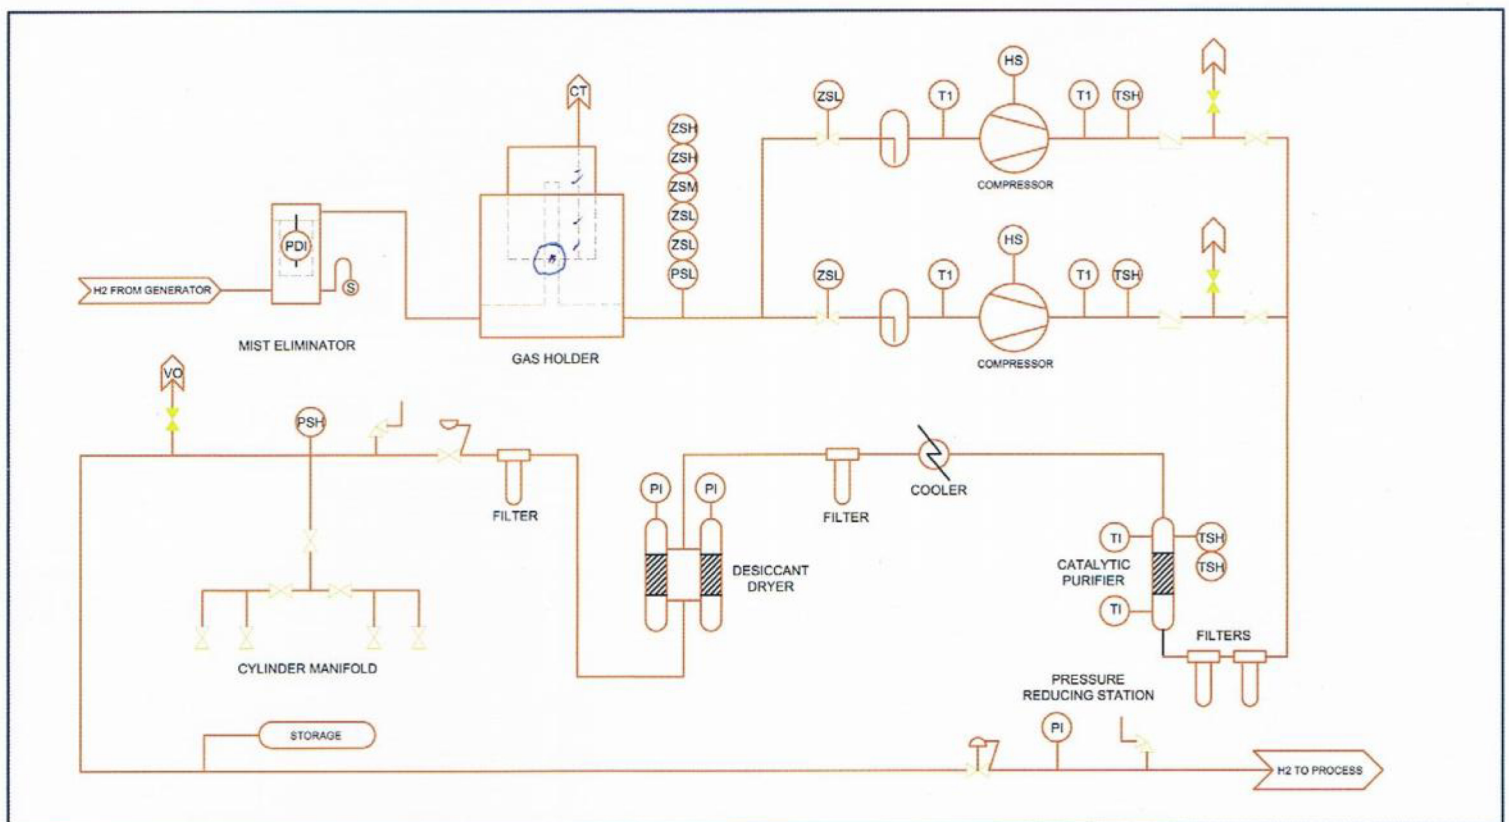 HS
ZSL
T1
T1
TSH
COMPRESSOR
CT
ZSH
ZSH
ZSM
ZSL
ZSL
PSL
HS
ZSL
T1
T1
TSH
COMPRESSOR
PDI
H2 FROM GENERATOR
S
MIST ELIMINATOR
GAS HOLDER
VO
PSH
FILTER
PI
PI
DESICCANT
DRYER
FILTER
COOLER
TI
TSH
TSH
CATALYTIC
PURIFIER
TI
FILTERS
CYLINDER MANIFOLD
PRESSURE
REDUCING STATION
STORAGE
PI
H2 TO PROCESS